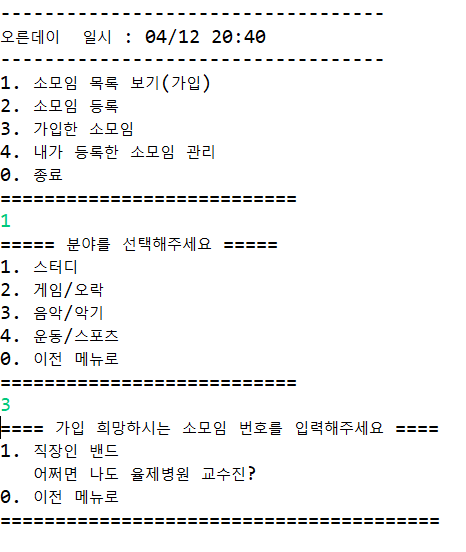 -----------------------------------
오른데이  일시 : 04/12 20:40
-----------------------------------
1. 소모임 목록 보기(가입)
2. 소모임 등록
3. 가입한 소모임
4. 내가 등록한 소모임 관리
0. 종료
===========================
1
===== 분야를 선택해주세요 =====
1. 스터디
2. 게임/오락
3. 음악/악기
4. 운동/스포츠
0. 이전 메뉴로
===========================
3
==== 가입 희망하시는 소모임 번호를 입력해주세요 ====
1. 직장인 밴드
   어쩌면 나도 율제병원 교수진?
0. 이전 메뉴로
========================================